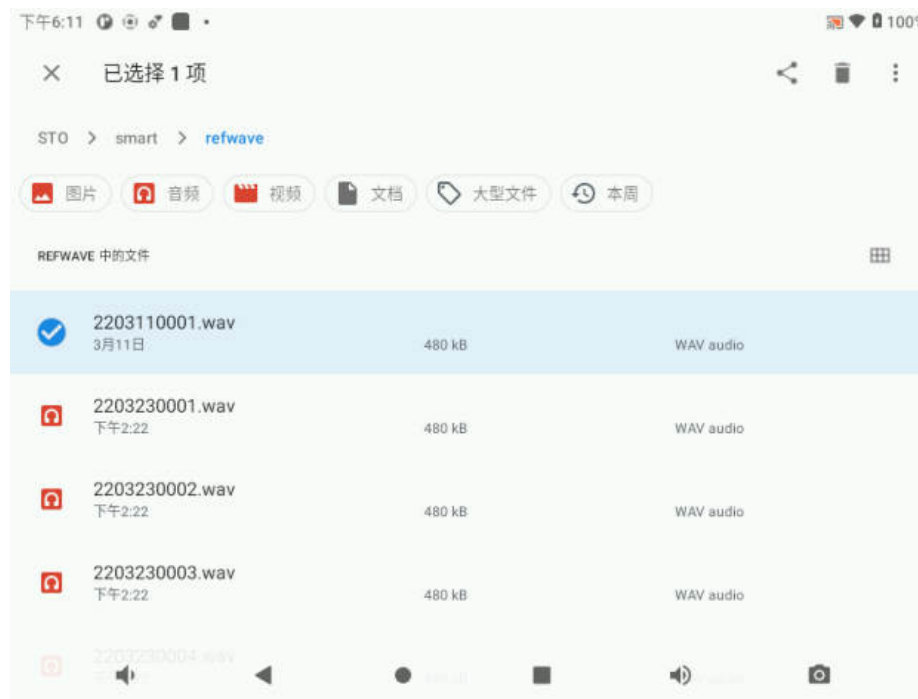 下午6:11 100%
已选择 1 项
STO > smart > refwave
图片 音频 视频 文档 大型文件 本周
REFWAVE 中的文件
2203110001.wav
3月11日 480 kB WAV audio
2203230001.wav
下午2:22 480 kB WAV audio
2203230002.wav
下午2:22 480 kB WAV audio
2203230003.wav
下午2:22 480 kB WAV audio
2203230004.wav